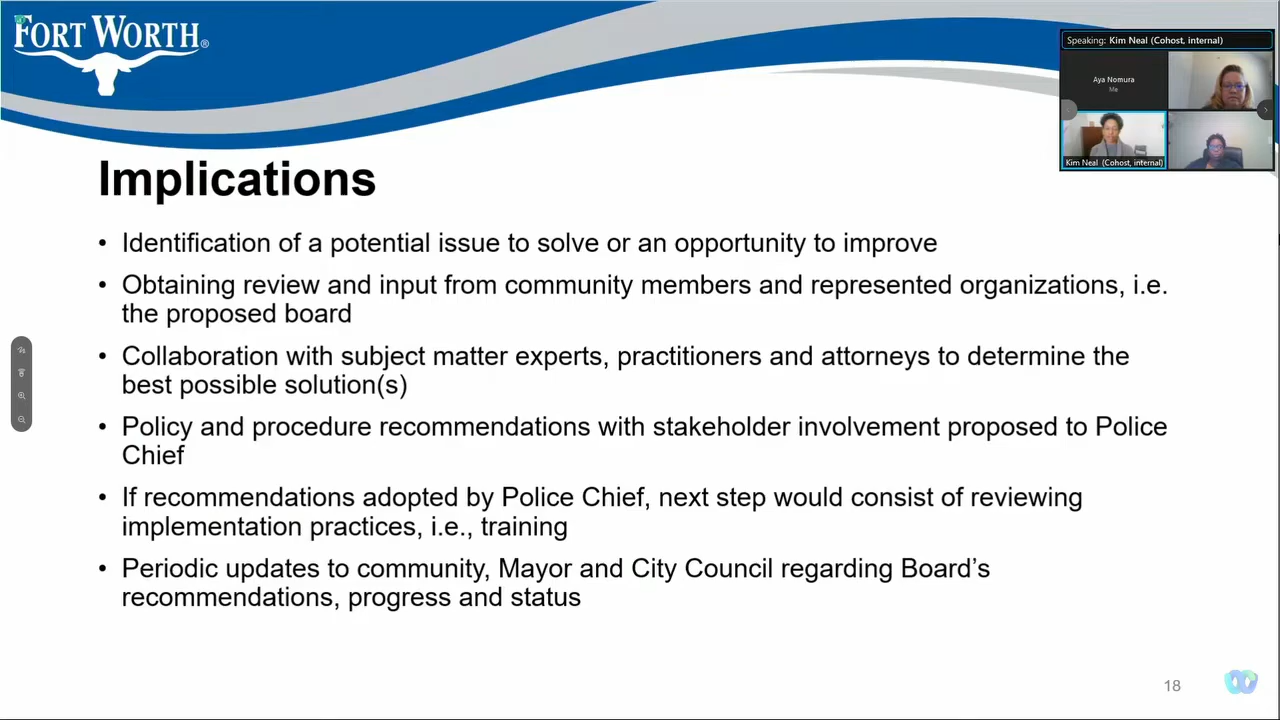 FORT WORTH®
Speaking: Kim Neal (Cohost, internal)
Aya Nomura
Me
Kim Neal (Cohost, internal)
Implications
• Identification of a potential issue to solve or an opportunity to improve
• Obtaining review and input from community members and represented organizations, i.e.
the proposed board
• Collaboration with subject matter experts, practitioners and attorneys to determine the
best possible solution(s)
• Policy and procedure recommendations with stakeholder involvement proposed to Police
Chief
• If recommendations adopted by Police Chief, next step would consist of reviewing
implementation practices, i.e., training
• Periodic updates to community, Mayor and City Council regarding Board’s
recommendations, progress and status
18